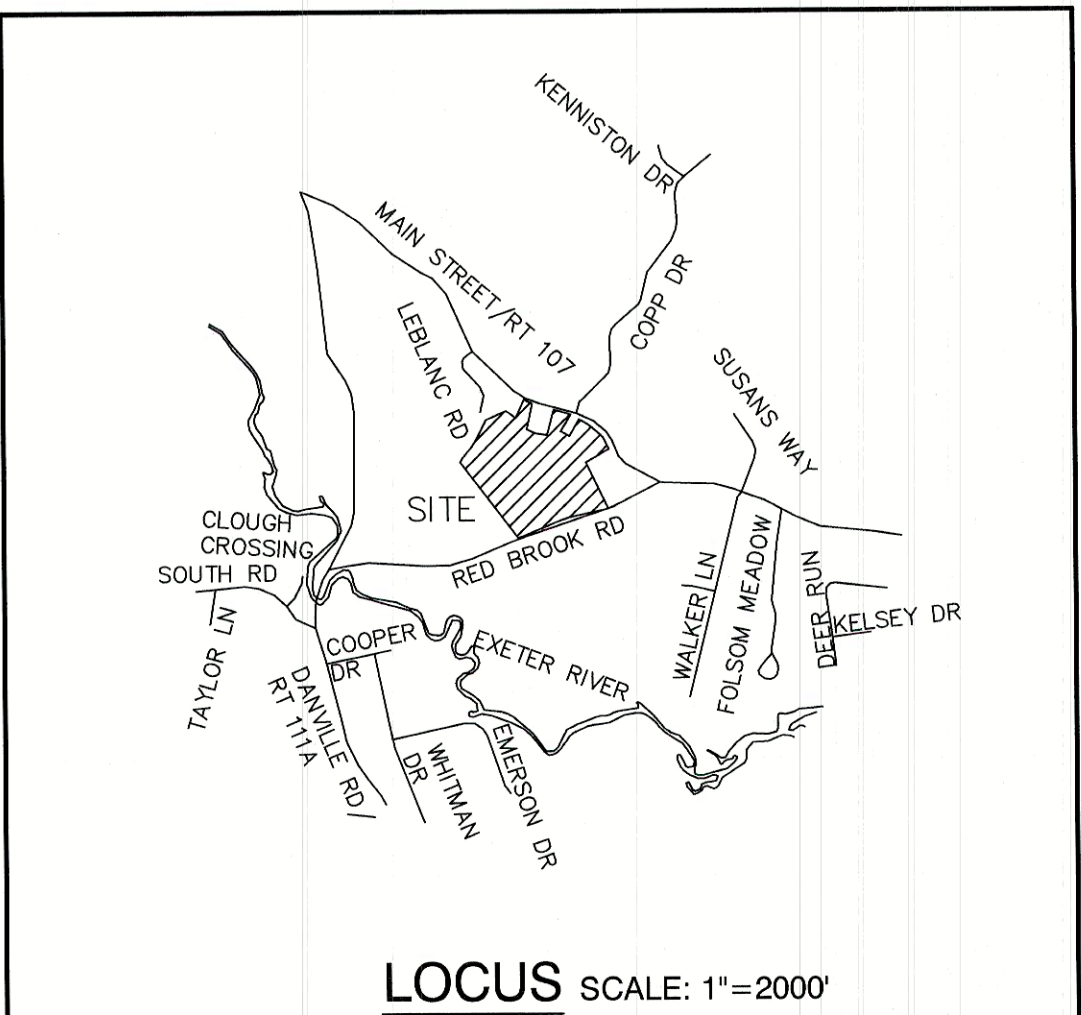 KENNISTON DR
MAIN STREET/RT 107
COPP DR
LEBLANC RD
SUSANS WAY
SITE
CLOUGH
CROSSING
SOUTH RD
RED BROOK RD
TAYLOR LN
COOPER
DR
EXETER RIVER
WALKER LN
FOLSOM MEADOW
DEER RUN
KELSEY DR
DANVILLE RD/
RT 111A
WHITMAN
DR
EMERSON DR
LOCUS SCALE: 1"=2000'